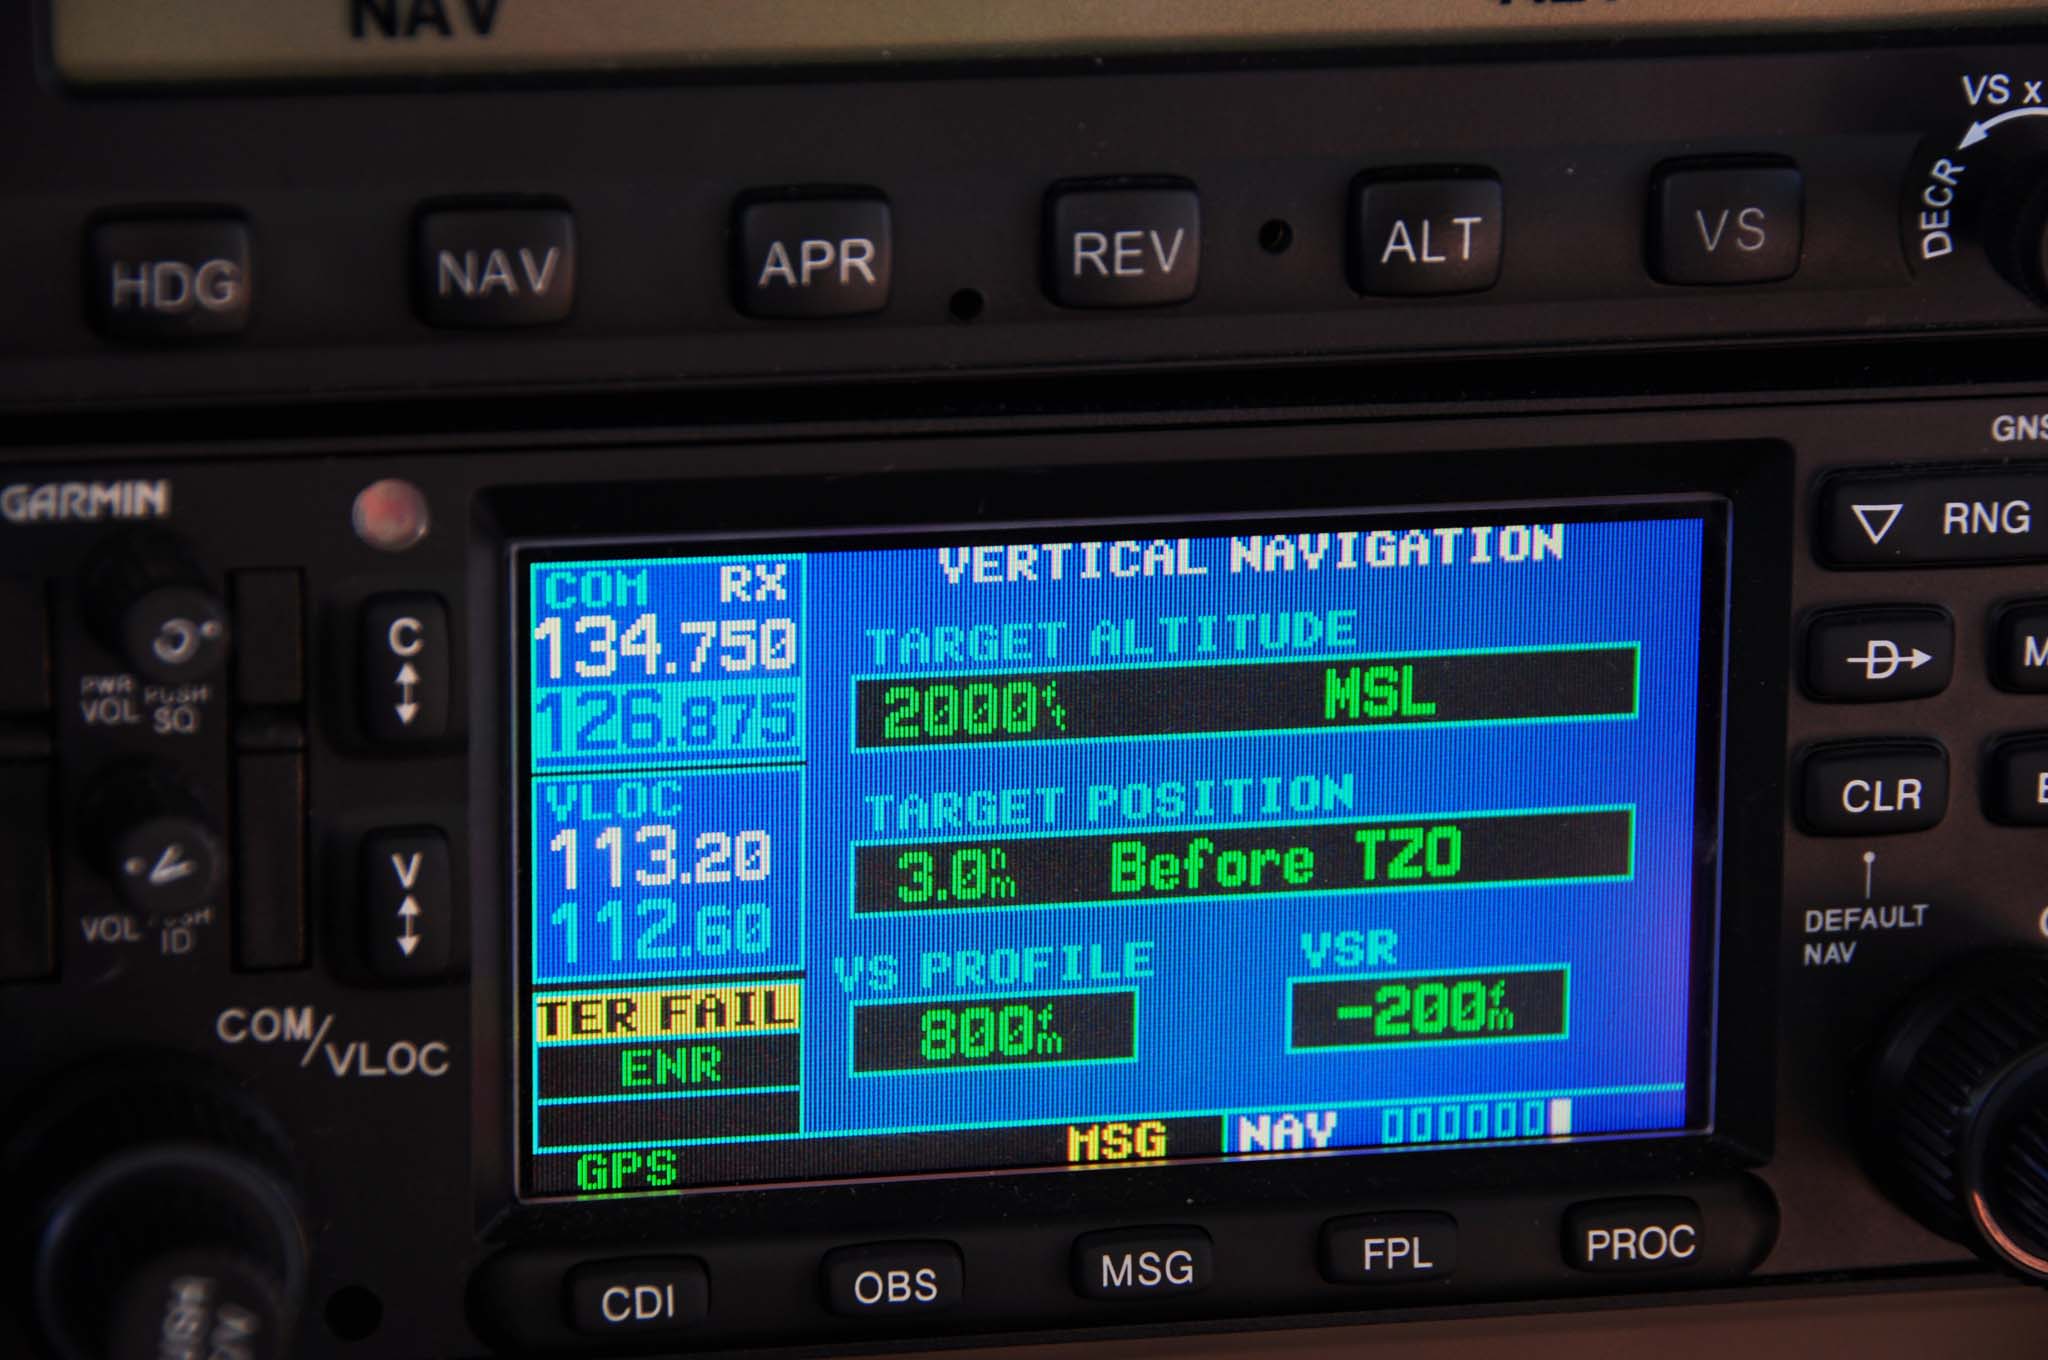 NAV
VS x
DECR
HDG
NAV
APR
REV
ALT
VS
GARMIN
GNS
C
PWR
VOL
PUSH
SQ
V
VOL
ID
COM/VLOC
COM RX
134.750
126.875
VLOC
113.20
112.60
TER FAIL
ENR
GPS
VERTICAL NAVIGATION
TARGET ALTITUDE
2000ft MSL
TARGET POSITION
3.0nm Before TZO
VS PROFILE
800fm
VSR
-200fm
MSG
NAV
RNG
D
CLR
DEFAULT
NAV
CDI
OBS
MSG
FPL
PROC